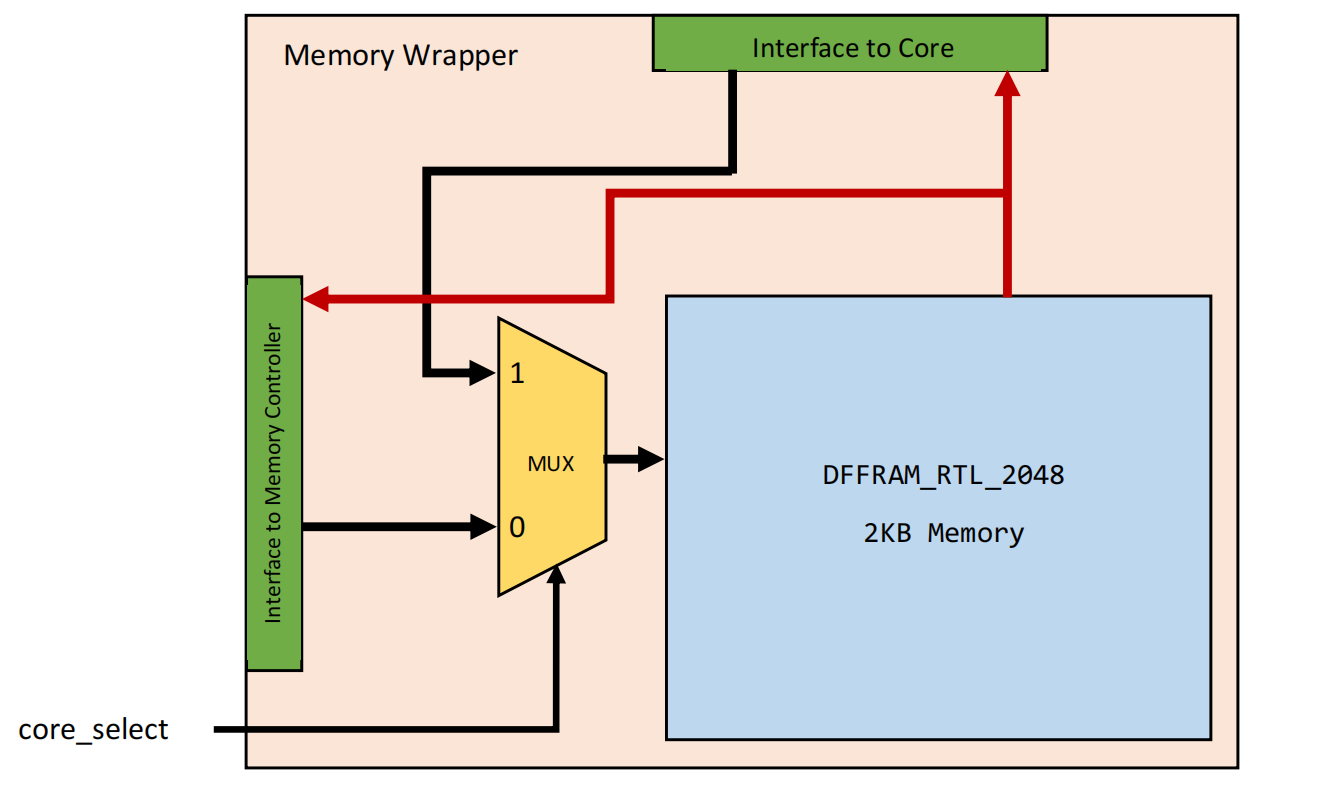 Memory Wrapper
Interface to Core
Interface to Memory Controller
1
MUX
0
DFFRAM_RTL_2048
2KB Memory
core_select